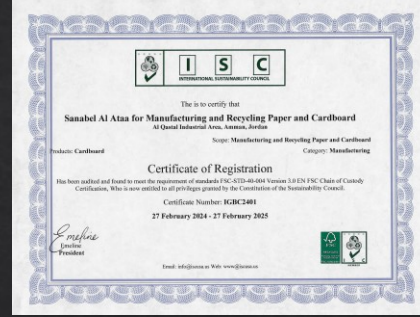 I S C
INTERNATIONAL SUSTAINABILITY COUNCIL
The is to certify that
Sanabel Al Ataa for Manufacturing and Recycling Paper and Cardboard
Al Qastal Industrial Area, Amman, Jordan
Scope: Manufacturing and Recycling Paper and Cardboard
Products: Cardboard
Category: Manufacturing
Certificate of Registration
Has been audited and found to meet the requirement of standards FSC-STD-40-004 Version 3.0 EN FSC Chain of Custody
Certification, Who is now entitled to all privileges granted by the Constitution of the Sustainability Council.
Certificate Number: IGBC2401
27 February 2024 - 27 February 2025
Emeline
Emeline
President
FSC